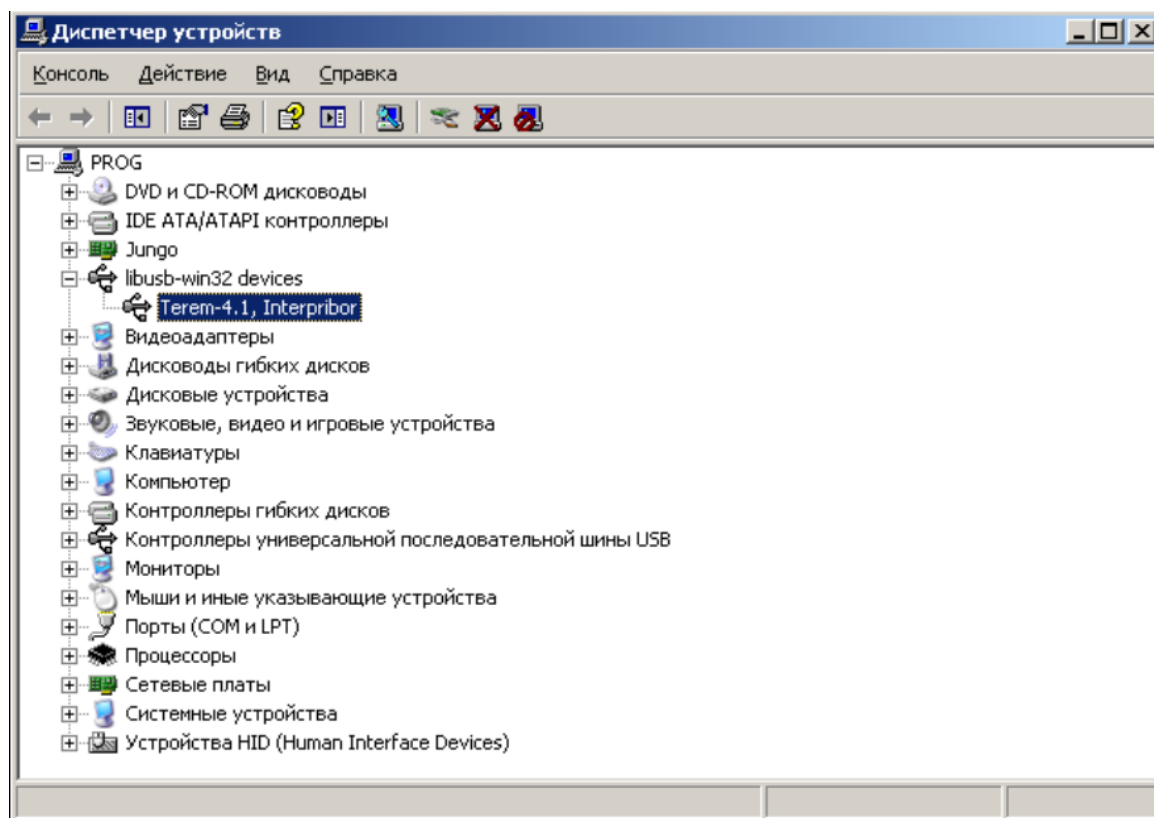 Диспетчер устройств
Консоль Действие Вид Справка
PROG
DVD и CD-ROM дисководы
IDE ATA/ATAPI контроллеры
Jungo
libusb-win32 devices
Terem-4.1, Interpribor
Видеоадаптеры
Дисководы гибких дисков
Дисковые устройства
Звуковые, видео и игровые устройства
Клавиатуры
Компьютер
Контроллеры гибких дисков
Контроллеры универсальной последовательной шины USB
Мониторы
Мыши и иные указывающие устройства
Порты (COM и LPT)
Процессоры
Сетевые платы
Системные устройства
Устройства HID (Human Interface Devices)